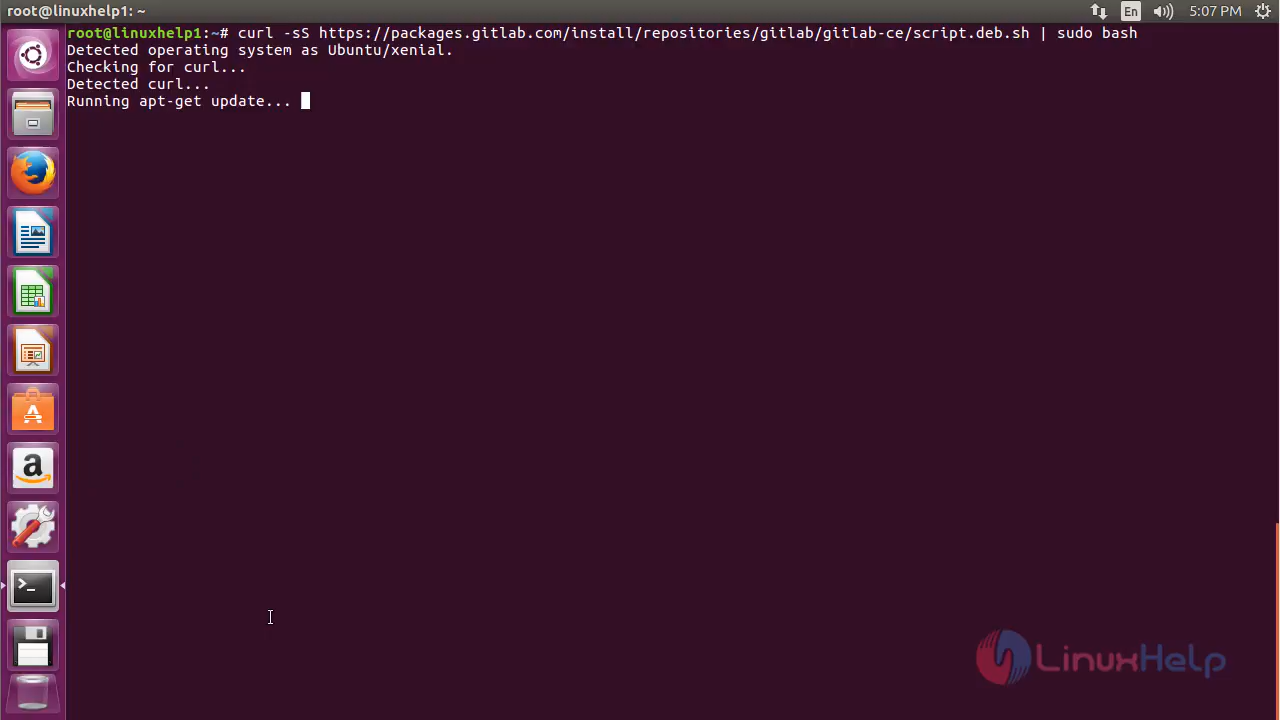 root@linuxhelp1: ~
En
5:07 PM
root@linuxhelp1:~# curl -sS https://packages.gitlab.com/install/repositories/gitlab/gitlab-ce/script.deb.sh | sudo bash
Detected operating system as Ubuntu/xenial.
Checking for curl...
Detected curl...
Running apt-get update...
LinuxHelp